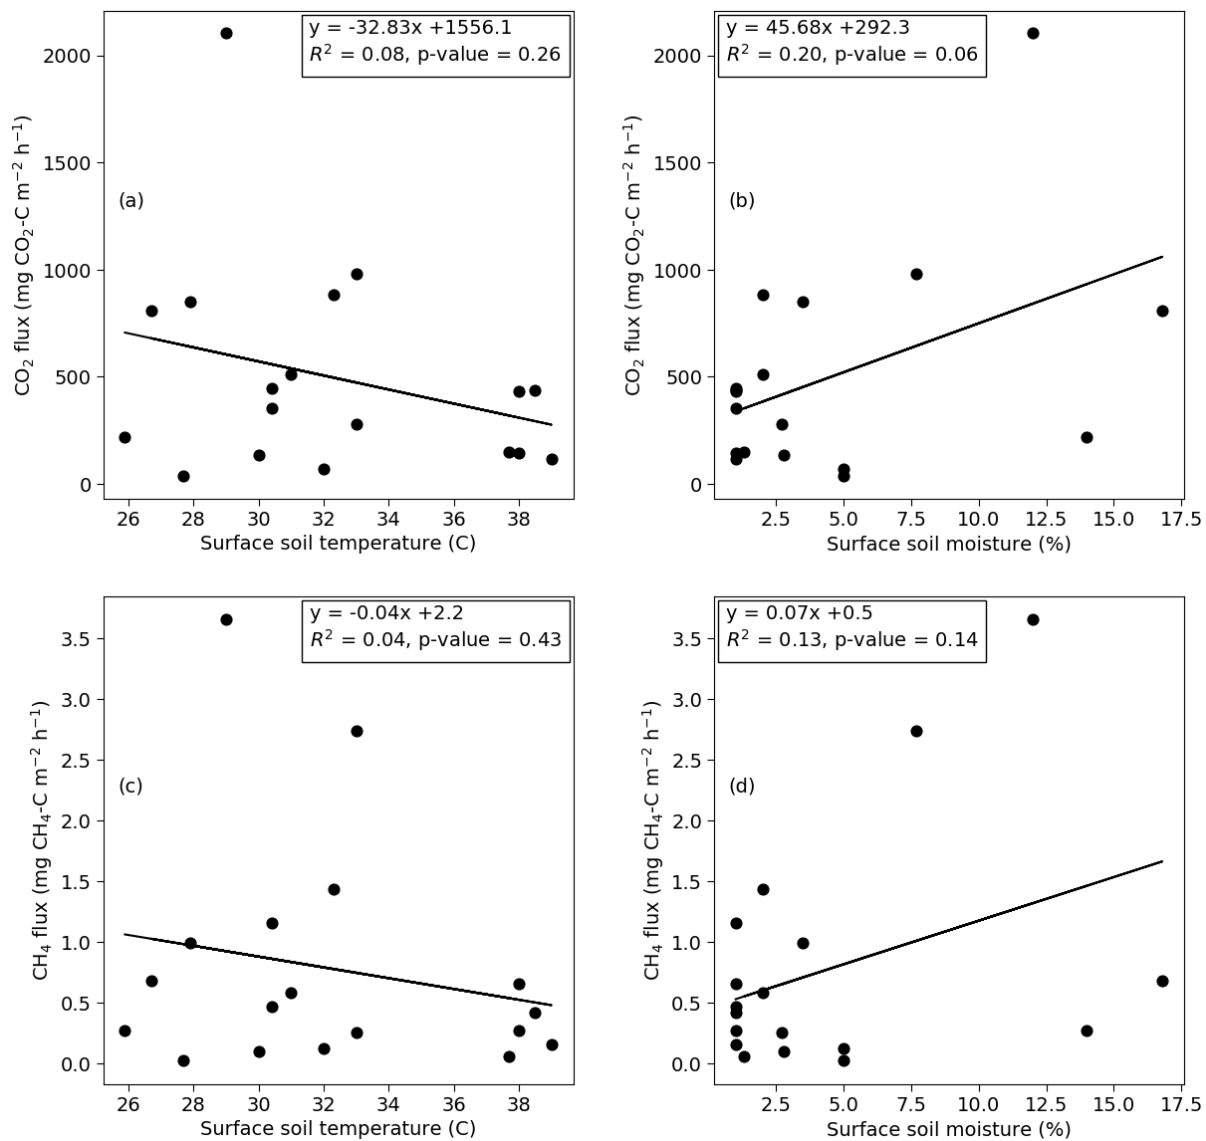 y = -32.83x +1556.1
R² = 0.08, p-value = 0.26
(a)
CO₂ flux (mg CO₂-C m⁻² h⁻¹)
2000
1500
1000
500
0
26 28 30 32 34 36 38
Surface soil temperature (C)
y = 45.68x +292.3
R² = 0.20, p-value = 0.06
(b)
CO₂ flux (mg CO₂-C m⁻² h⁻¹)
2000
1500
1000
500
0
2.5 5.0 7.5 10.0 12.5 15.0 17.5
Surface soil moisture (%)
y = -0.04x +2.2
R² = 0.04, p-value = 0.43
(c)
CH₄ flux (mg CH₄-C m⁻² h⁻¹)
3.5
3.0
2.5
2.0
1.5
1.0
0.5
0.0
26 28 30 32 34 36 38
Surface soil temperature (C)
y = 0.07x +0.5
R² = 0.13, p-value = 0.14
(d)
CH₄ flux (mg CH₄-C m⁻² h⁻¹)
3.5
3.0
2.5
2.0
1.5
1.0
0.5
0.0
2.5 5.0 7.5 10.0 12.5 15.0 17.5
Surface soil moisture (%)